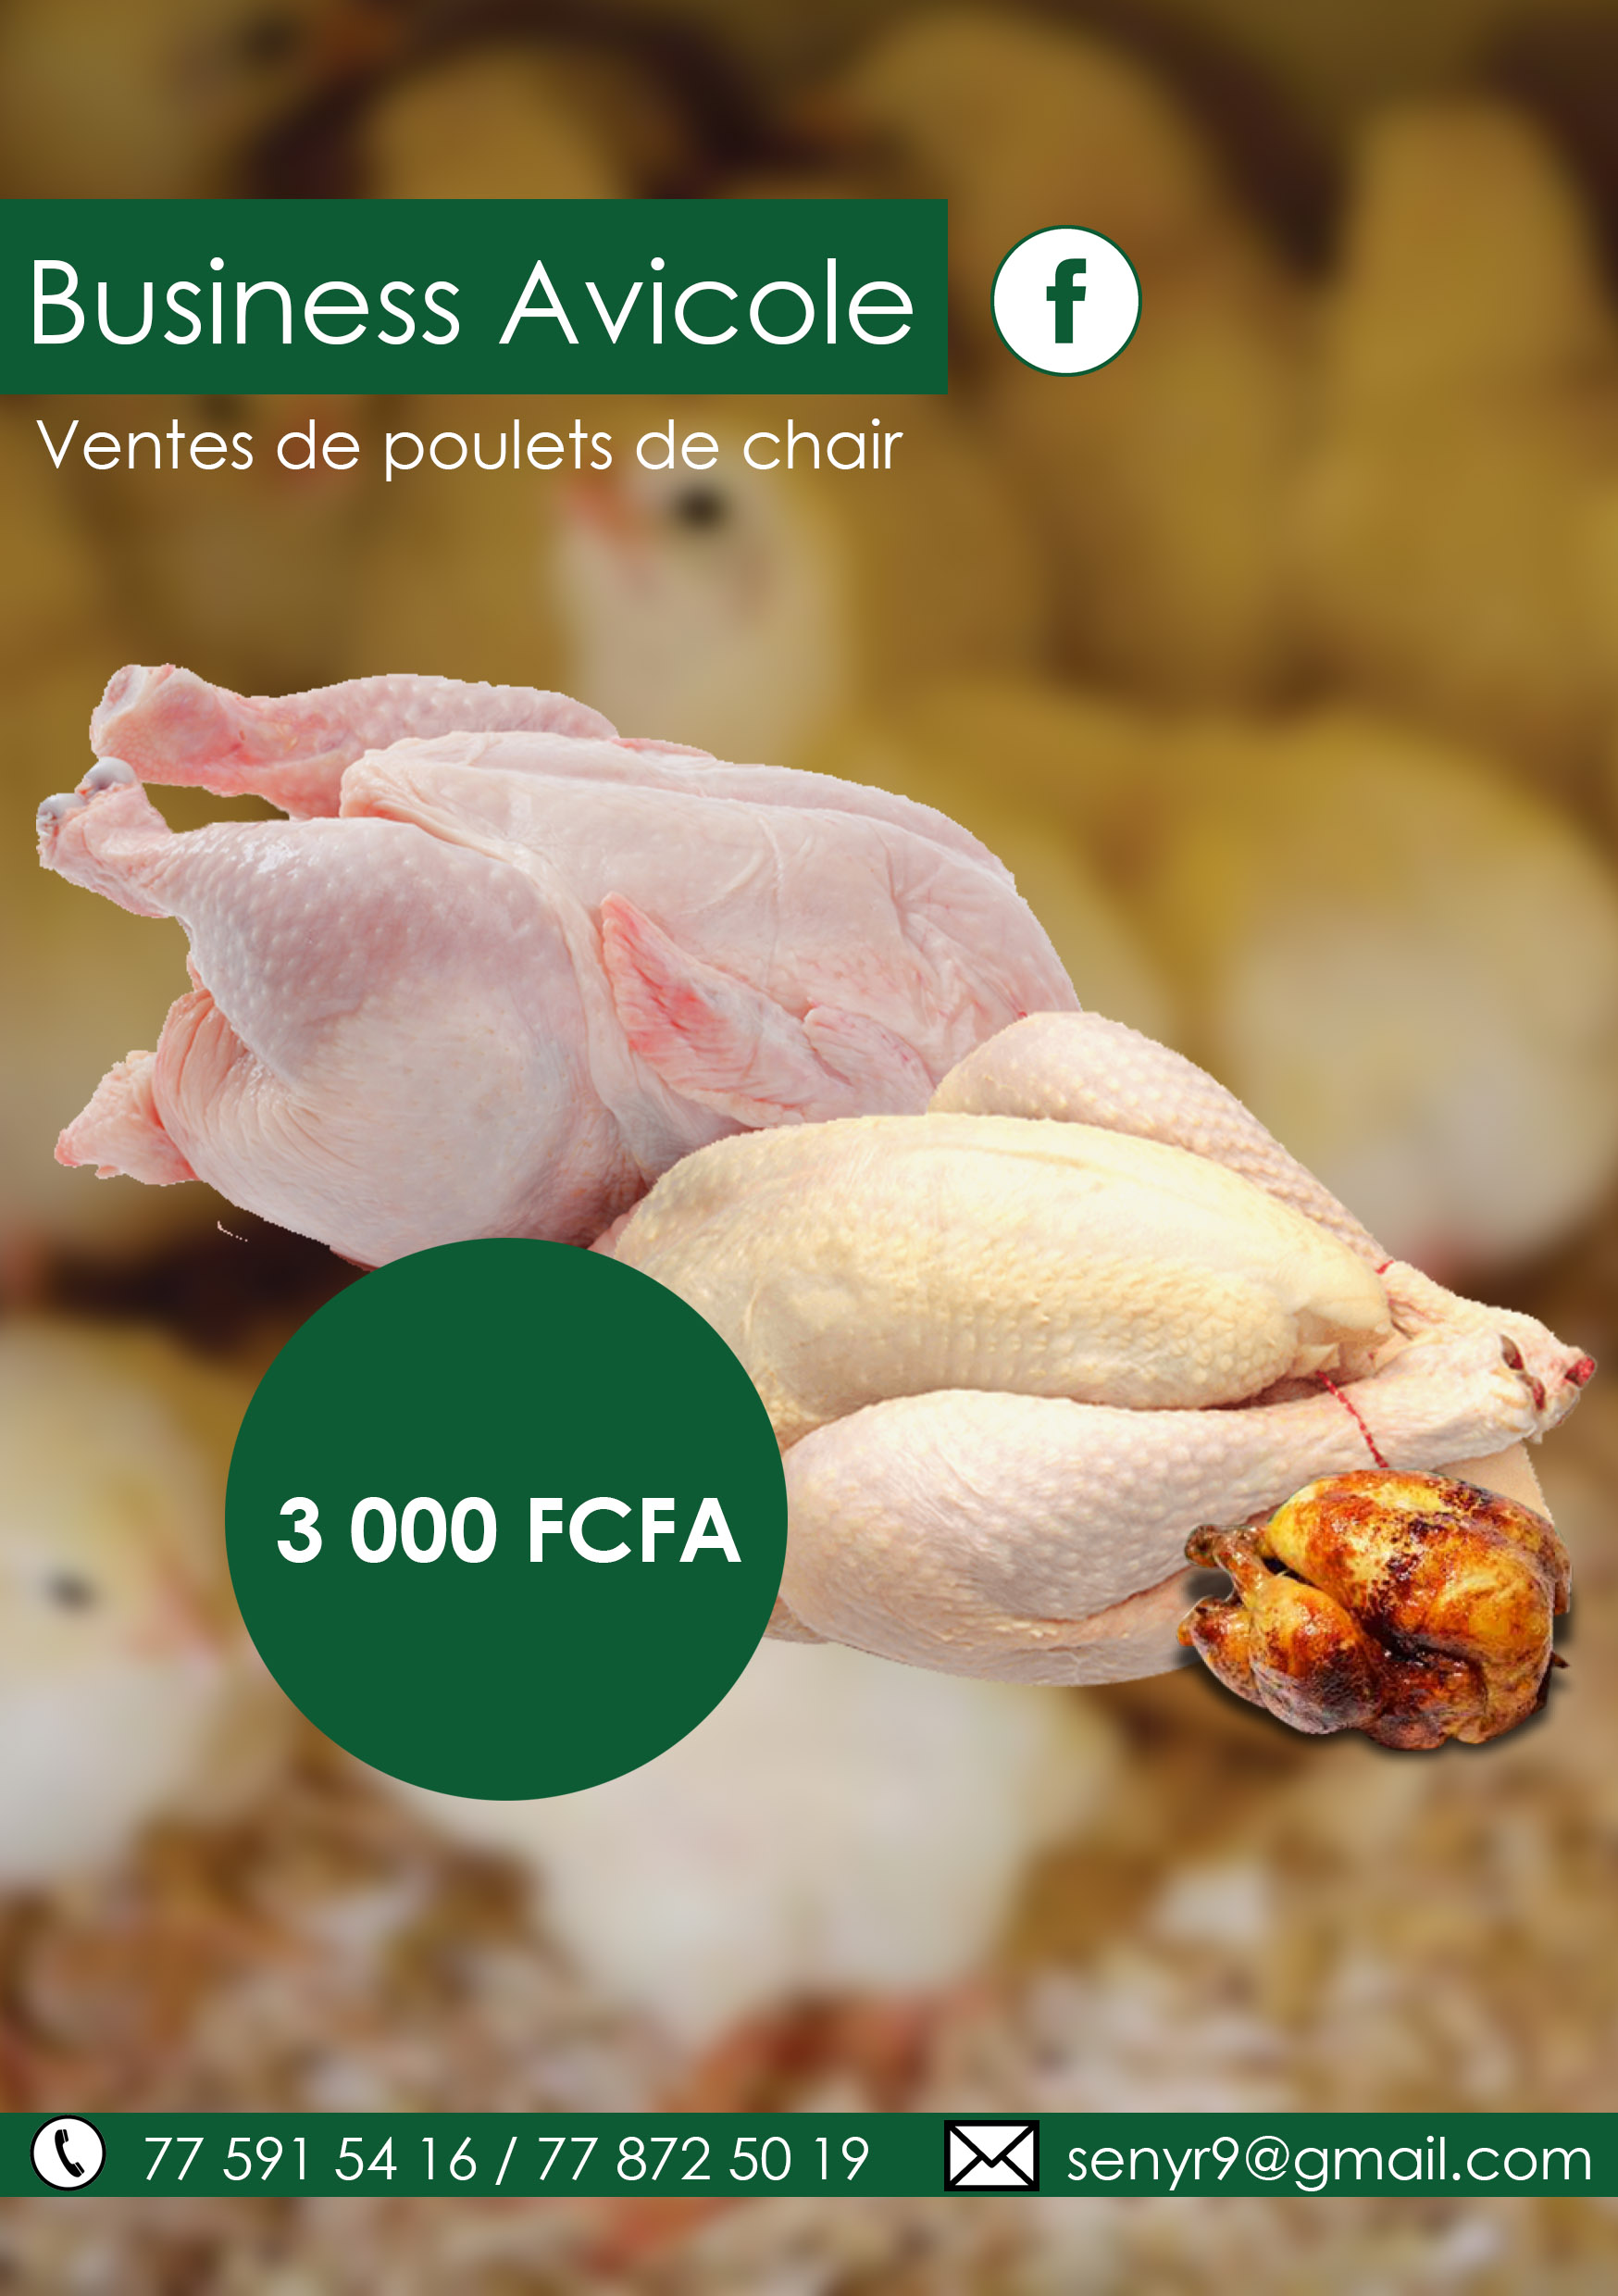 Business Avicole
f
Ventes de poulets de chair
3 000 FCFA
77 591 54 16 / 77 872 50 19
senyr9@gmail.com